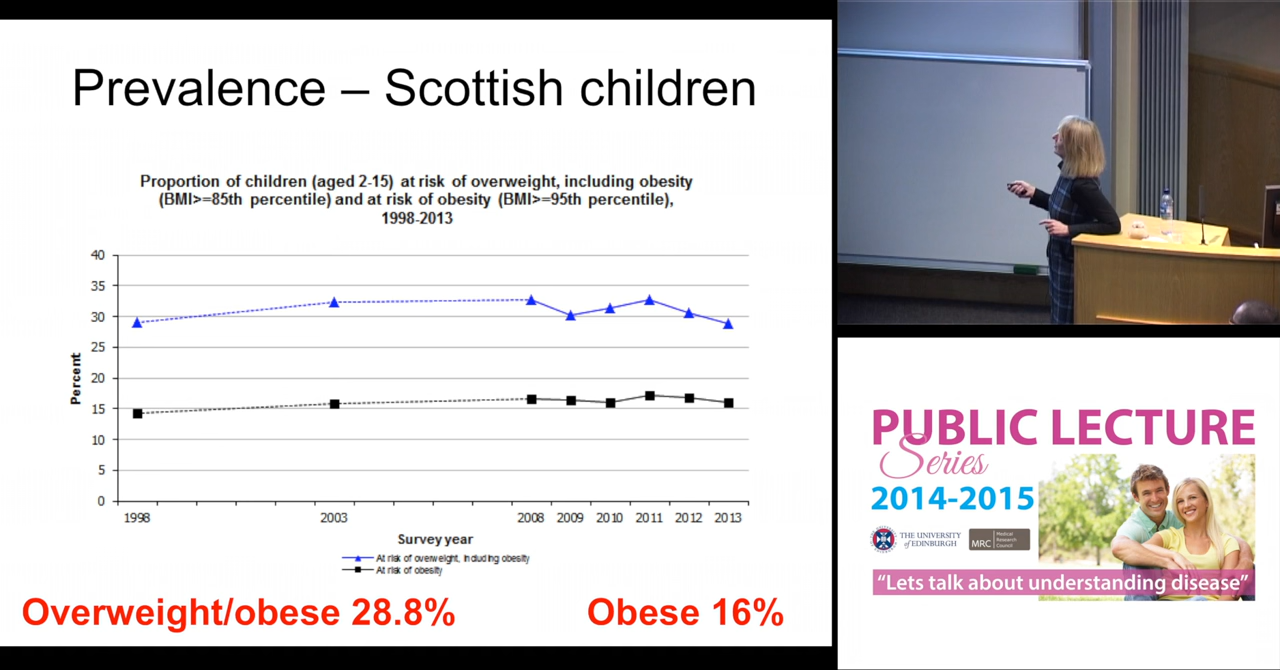 Prevalence – Scottish children
Proportion of children (aged 2-15) at risk of overweight, including obesity
(BMI>=85th percentile) and at risk of obesity (BMI>=95th percentile),
1998-2013
40
35
30
25
20
15
10
5
0
Percent
1998 2003 2008 2009 2010 2011 2012 2013
Survey year
At risk of overweight, including obesity
At risk of obesity
Overweight/obese 28.8% Obese 16%
PUBLIC LECTURE
Series
2014-2015
THE UNIVERSITY
of EDINBURGH
MRC
Medical
Research
Council
“Lets talk about understanding disease”